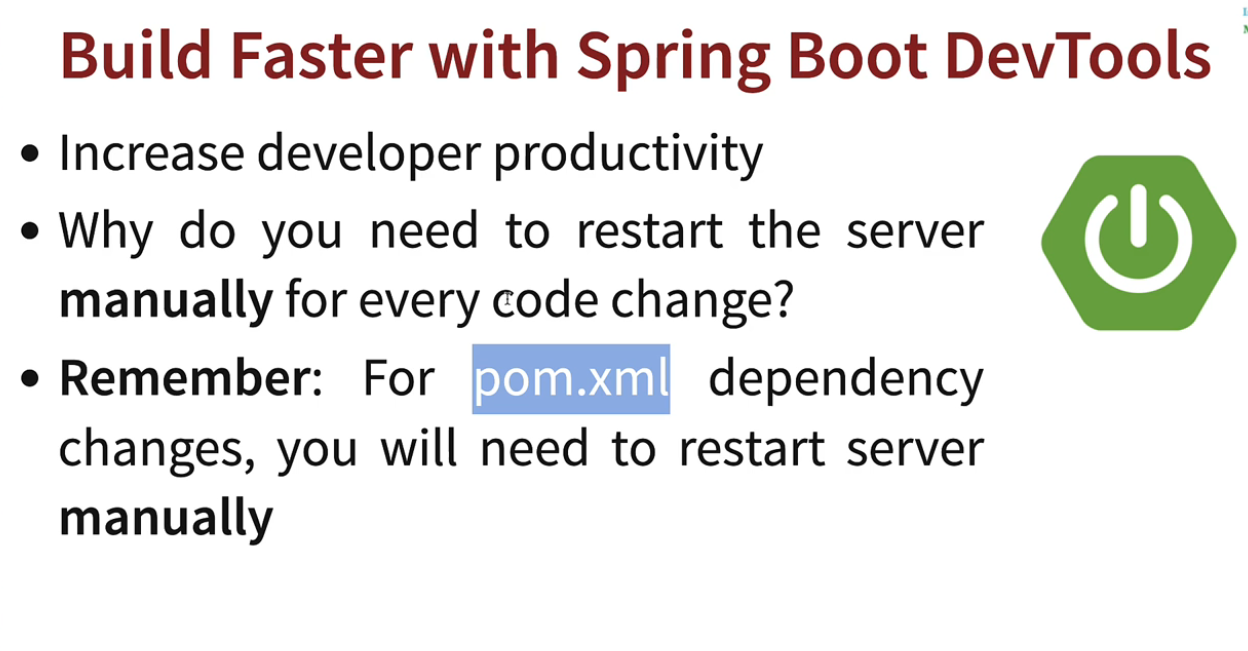 Build Faster with Spring Boot DevTools
• Increase developer productivity
• Why do you need to restart the server
manually for every code change?
• Remember: For pom.xml dependency
changes, you will need to restart server
manually